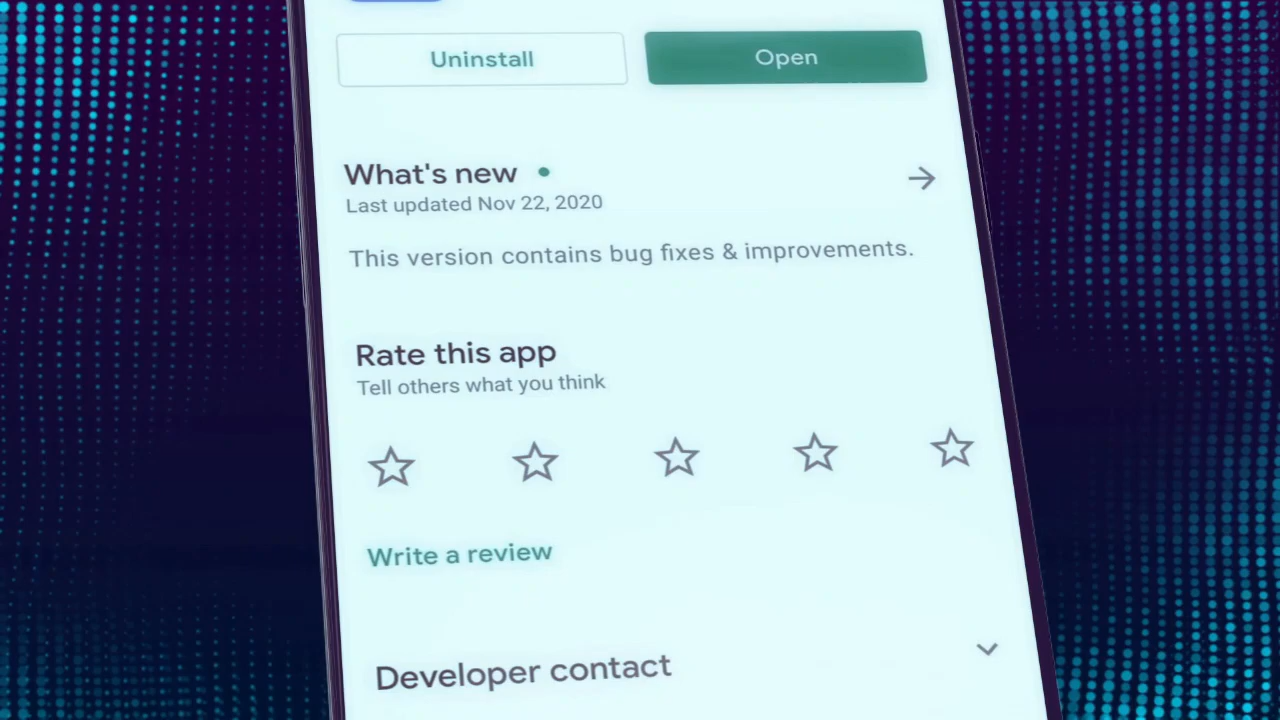 Uninstall
Open
What's new
Last updated Nov 22, 2020
This version contains bug fixes & improvements.
Rate this app
Tell others what you think
Write a review
Developer contact